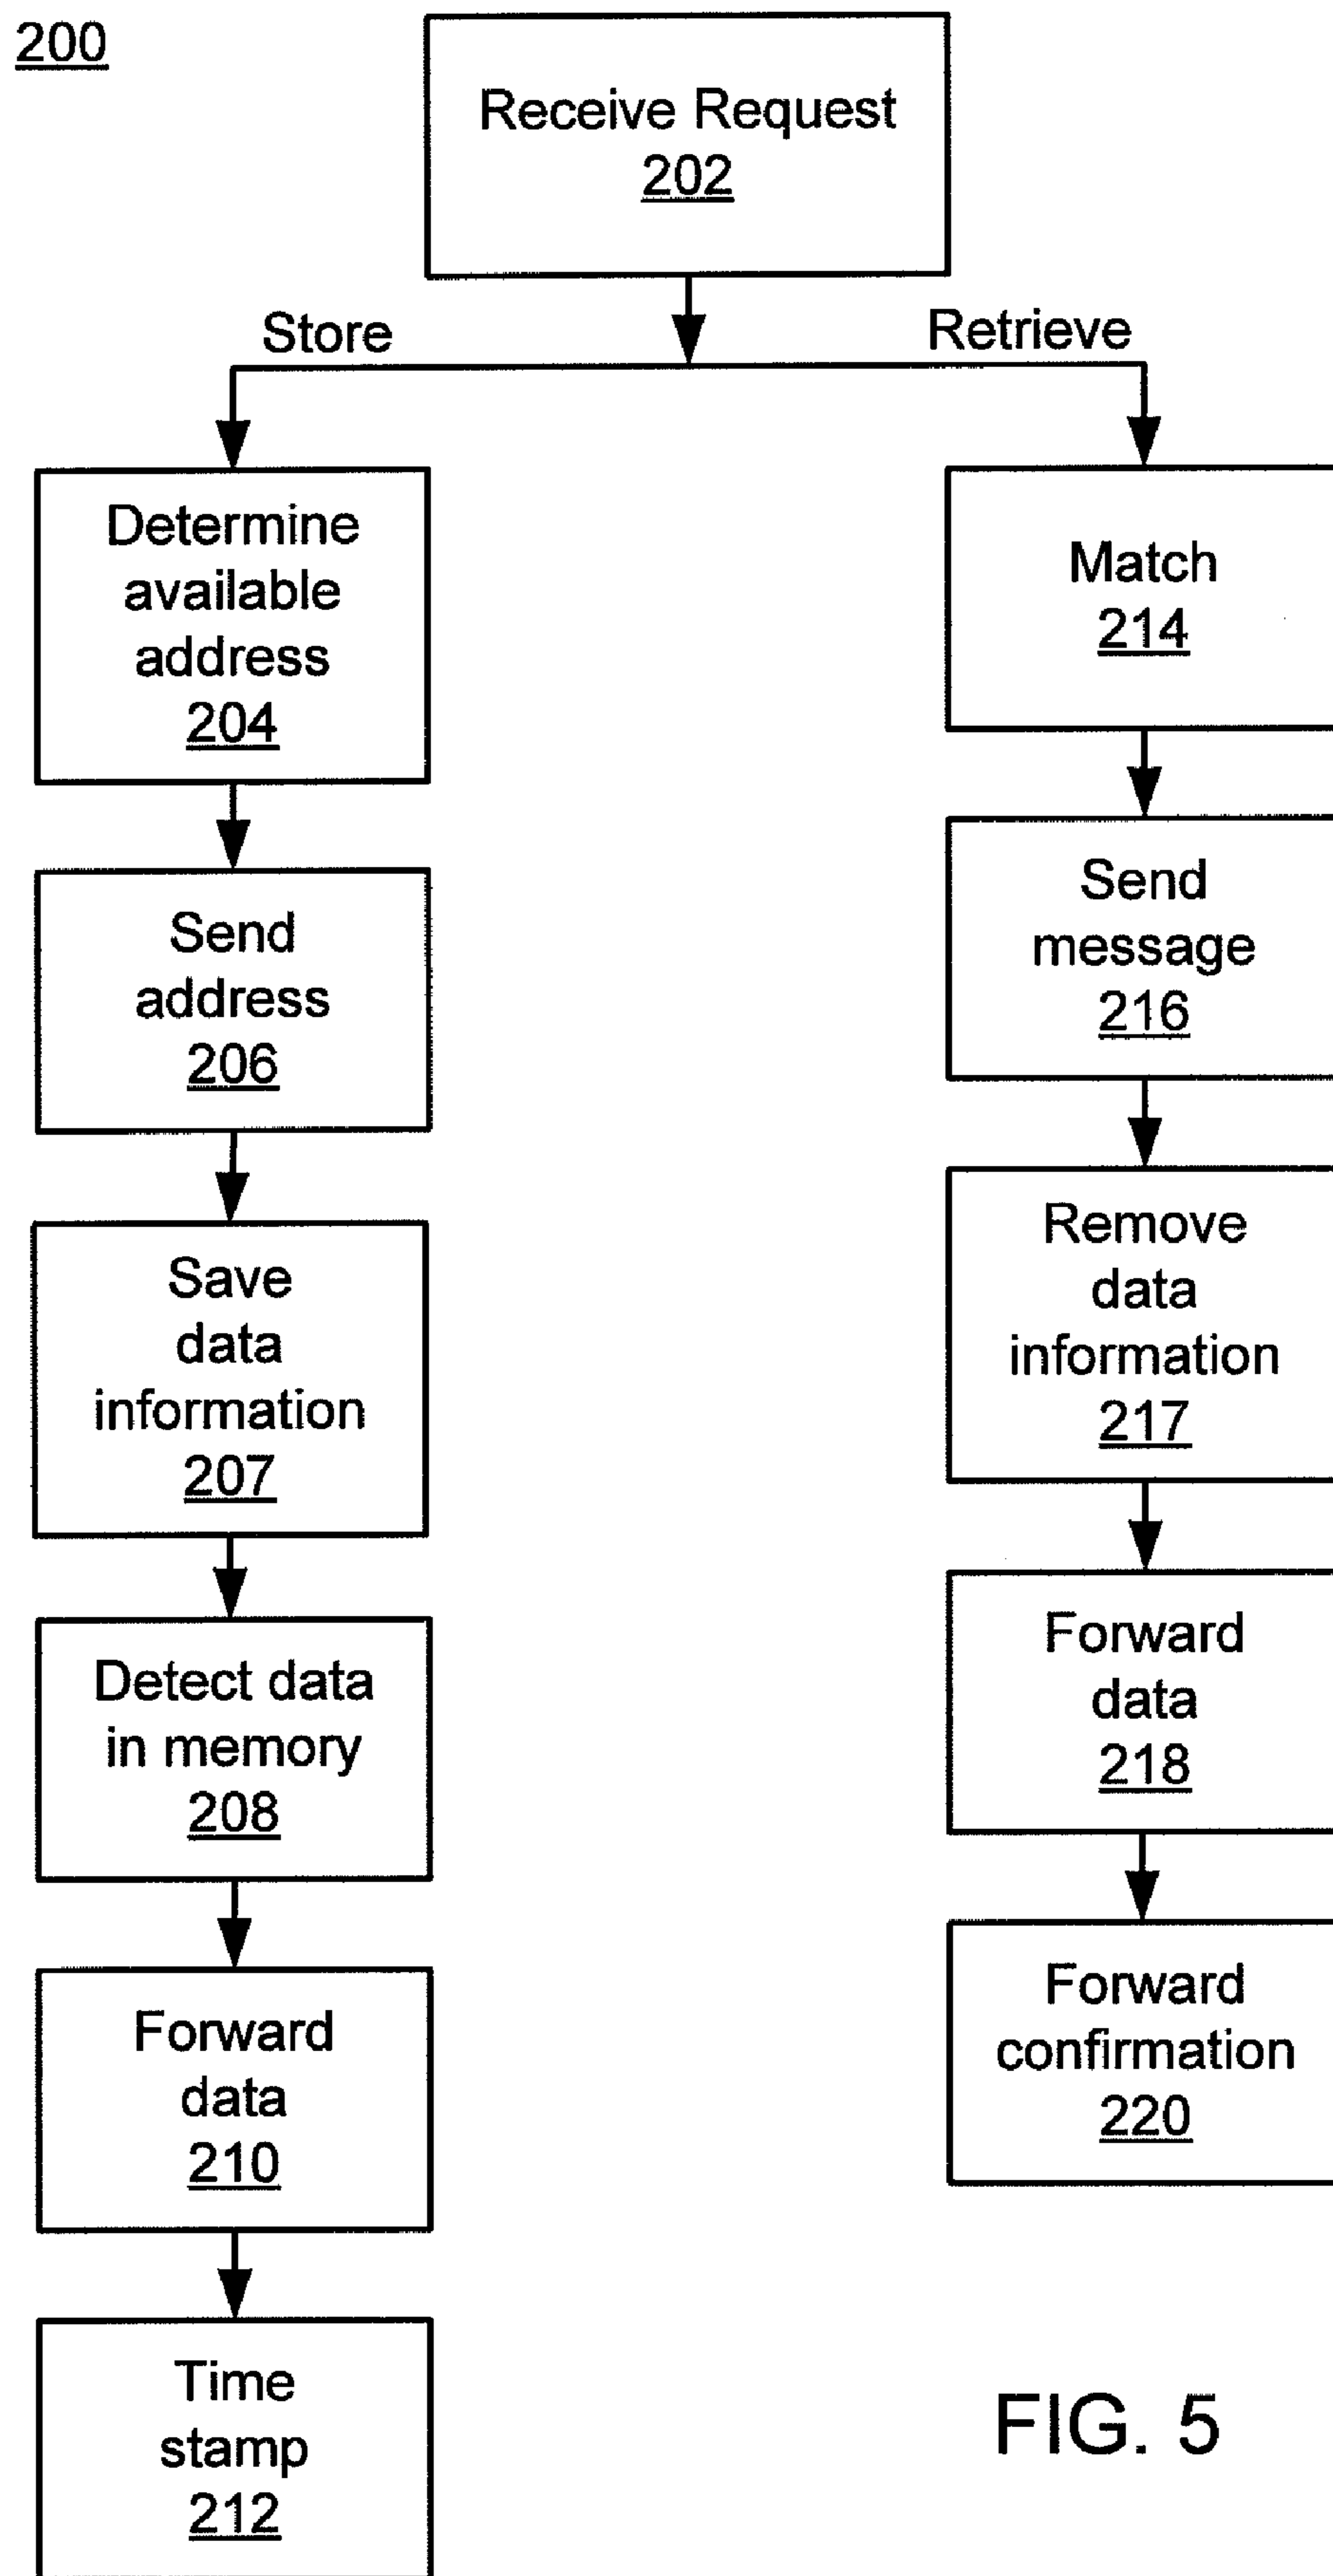 200
Receive Request
202
Store
Retrieve
Determine
available
address
204
Send
address
206
Save
data
information
207
Detect data
in memory
208
Forward
data
210
Time
stamp
212
Match
214
Send
message
216
Remove
data
information
217
Forward
data
218
Forward
confirmation
220
FIG. 5